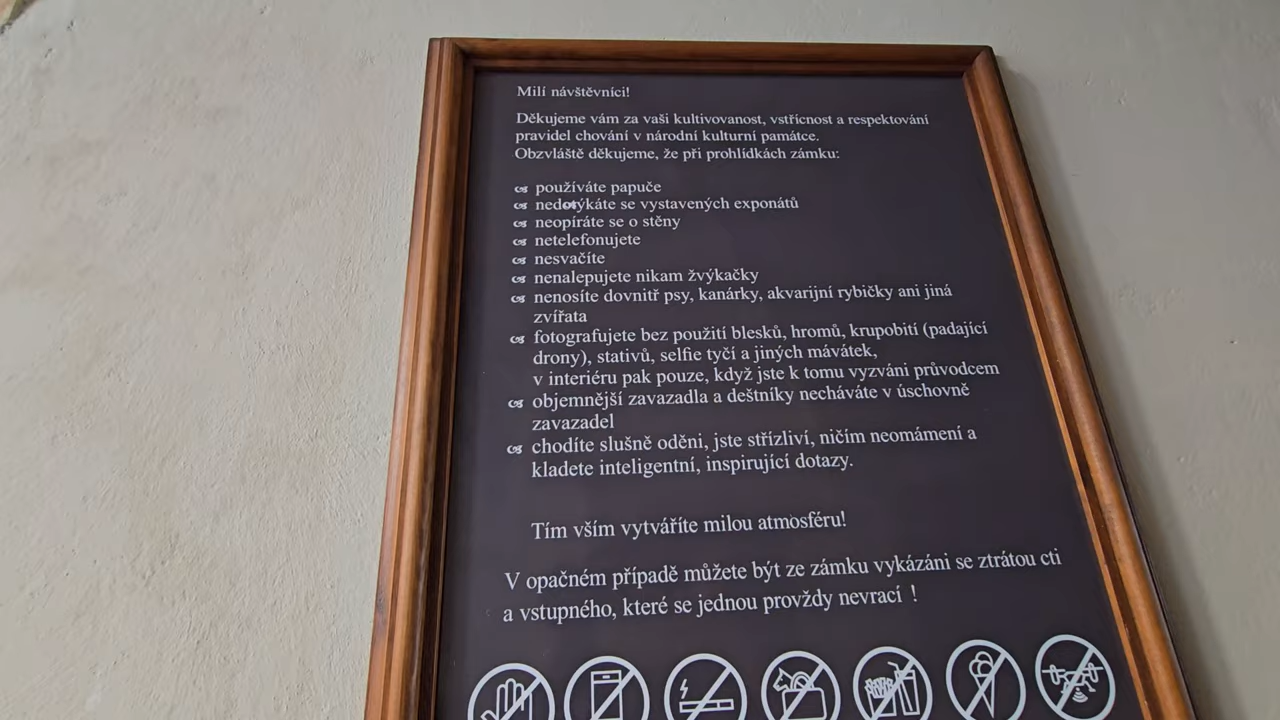 Milí návštěvníci!
Děkujeme vám za vaši kultivovanost, vstřícnost a respektování
pravidel chování v národní kulturní památce.
Obzvláště děkujeme, že při prohlídkách zámku:
používáte papuče
nedotýkáte se vystavených exponátů
neopíráte se o stěny
netelefonujete
nesvačíte
nenalepujete nikam žvýkačky
nenosíte dovnitř psy, kanárky, akvarijní rybičky ani jiná
zvířata
fotografujete bez použití blesků, hromů, krupobití (padající
drony), stativů, selfie tyčí a jiných mávátek,
v interiéru pak pouze, když jste k tomu vyzváni průvodcem
objemnější zavazadla a deštníky necháváte v úschovně
zavazadel
chodíte slušně oděni, jste střízliví, ničím neomámení a
kladete inteligentní, inspirující dotazy.
Tím vším vytváříte milou atmosféru!
V opačném případě můžete být ze zámku vykázáni se ztrátou cti
a vstupného, které se jednou provždy nevrací !